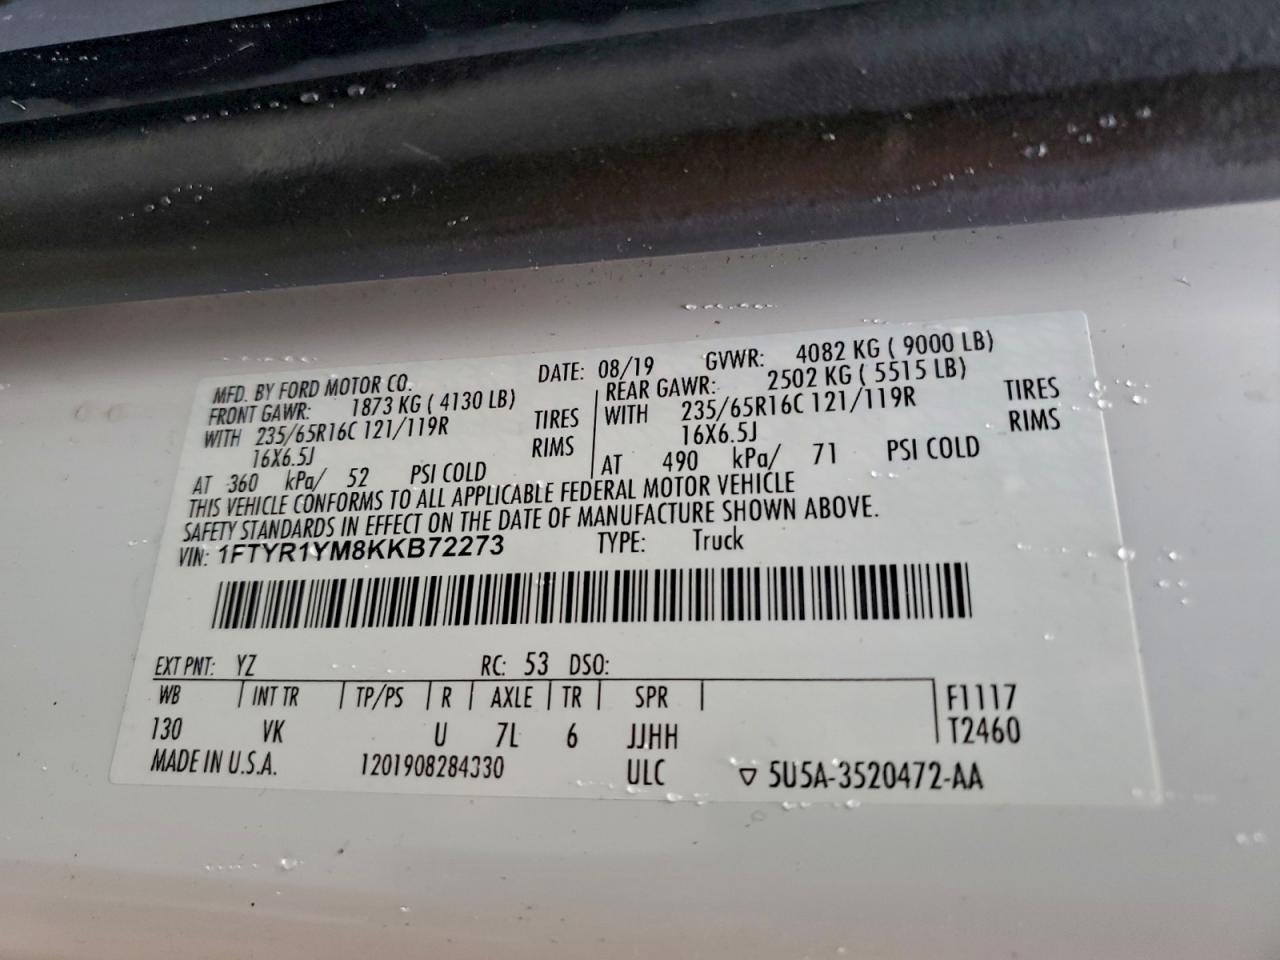 MFD. BY FORD MOTOR CO. DATE: 08/19 GVWR: 4082 KG ( 9000 LB)
FRONT GAWR: 1873 KG ( 4130 LB) REAR GAWR: 2502 KG ( 5515 LB)
WITH 235/65R16C 121/119R TIRES WITH 235/65R16C 121/119R TIRES
16X6.5J RIMS 16X6.5J RIMS
AT 360 kPa/ 52 PSI COLD AT 490 kPa/ 71 PSI COLD
THIS VEHICLE CONFORMS TO ALL APPLICABLE FEDERAL MOTOR VEHICLE
SAFETY STANDARDS IN EFFECT ON THE DATE OF MANUFACTURE SHOWN ABOVE.
VIN: 1FTYR1YM8KKB72273 TYPE: Truck
EXT PNT: YZ RC: 53 DSO:
WB INT TR TP/PS R AXLE TR SPR F1117
130 VK U 7L 6 JJHH T2460
MADE IN U.S.A. 1201908284330 ULC ▽ 5U5A-3520472-AA